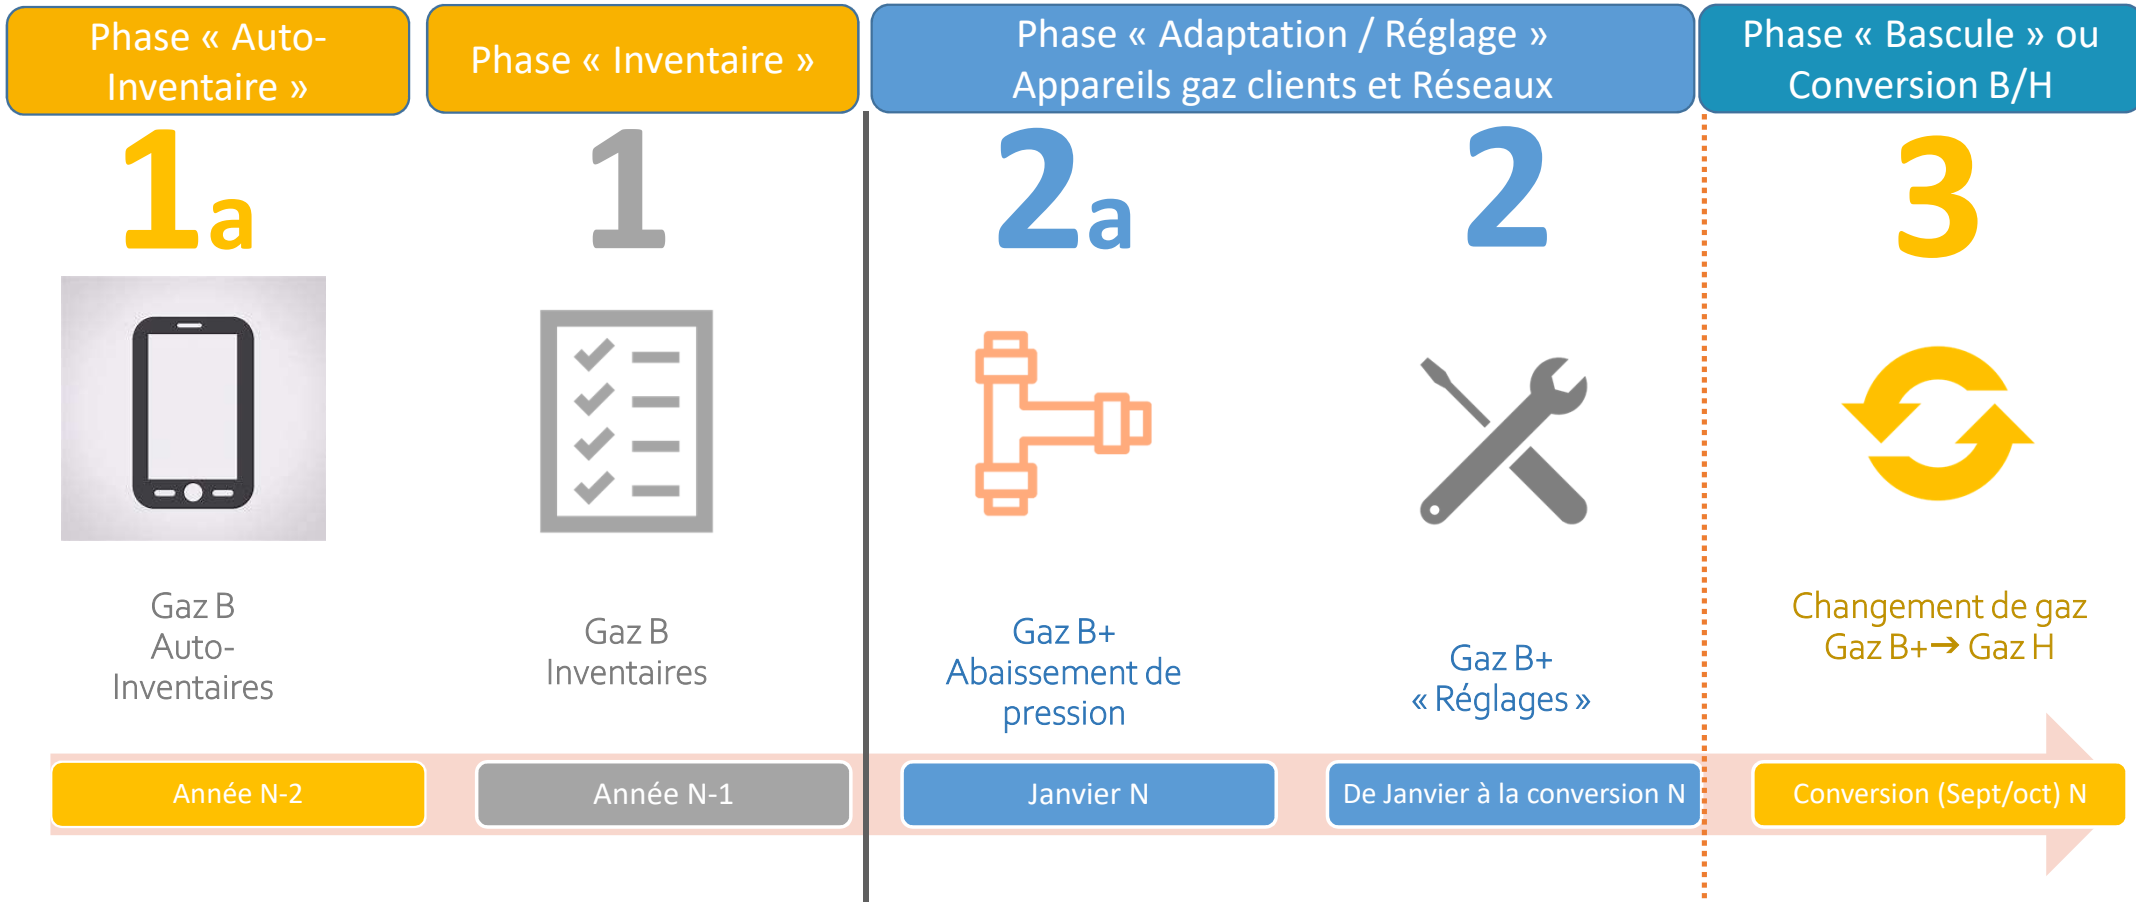 Phase « Auto-
Inventaire »
Phase « Inventaire »
Phase « Adaptation / Réglage »
Appareils gaz clients et Réseaux
Phase « Bascule » ou
Conversion B/H
1a
1
2a
2
3
Gaz B
Auto-
Inventaires
Gaz B
Inventaires
Gaz B+
Abaissement de
pression
Gaz B+
« Réglages »
Changement de gaz
Gaz B+➔ Gaz H
Année N-2
Année N-1
Janvier N
De Janvier à la conversion N
Conversion (Sept/oct) N